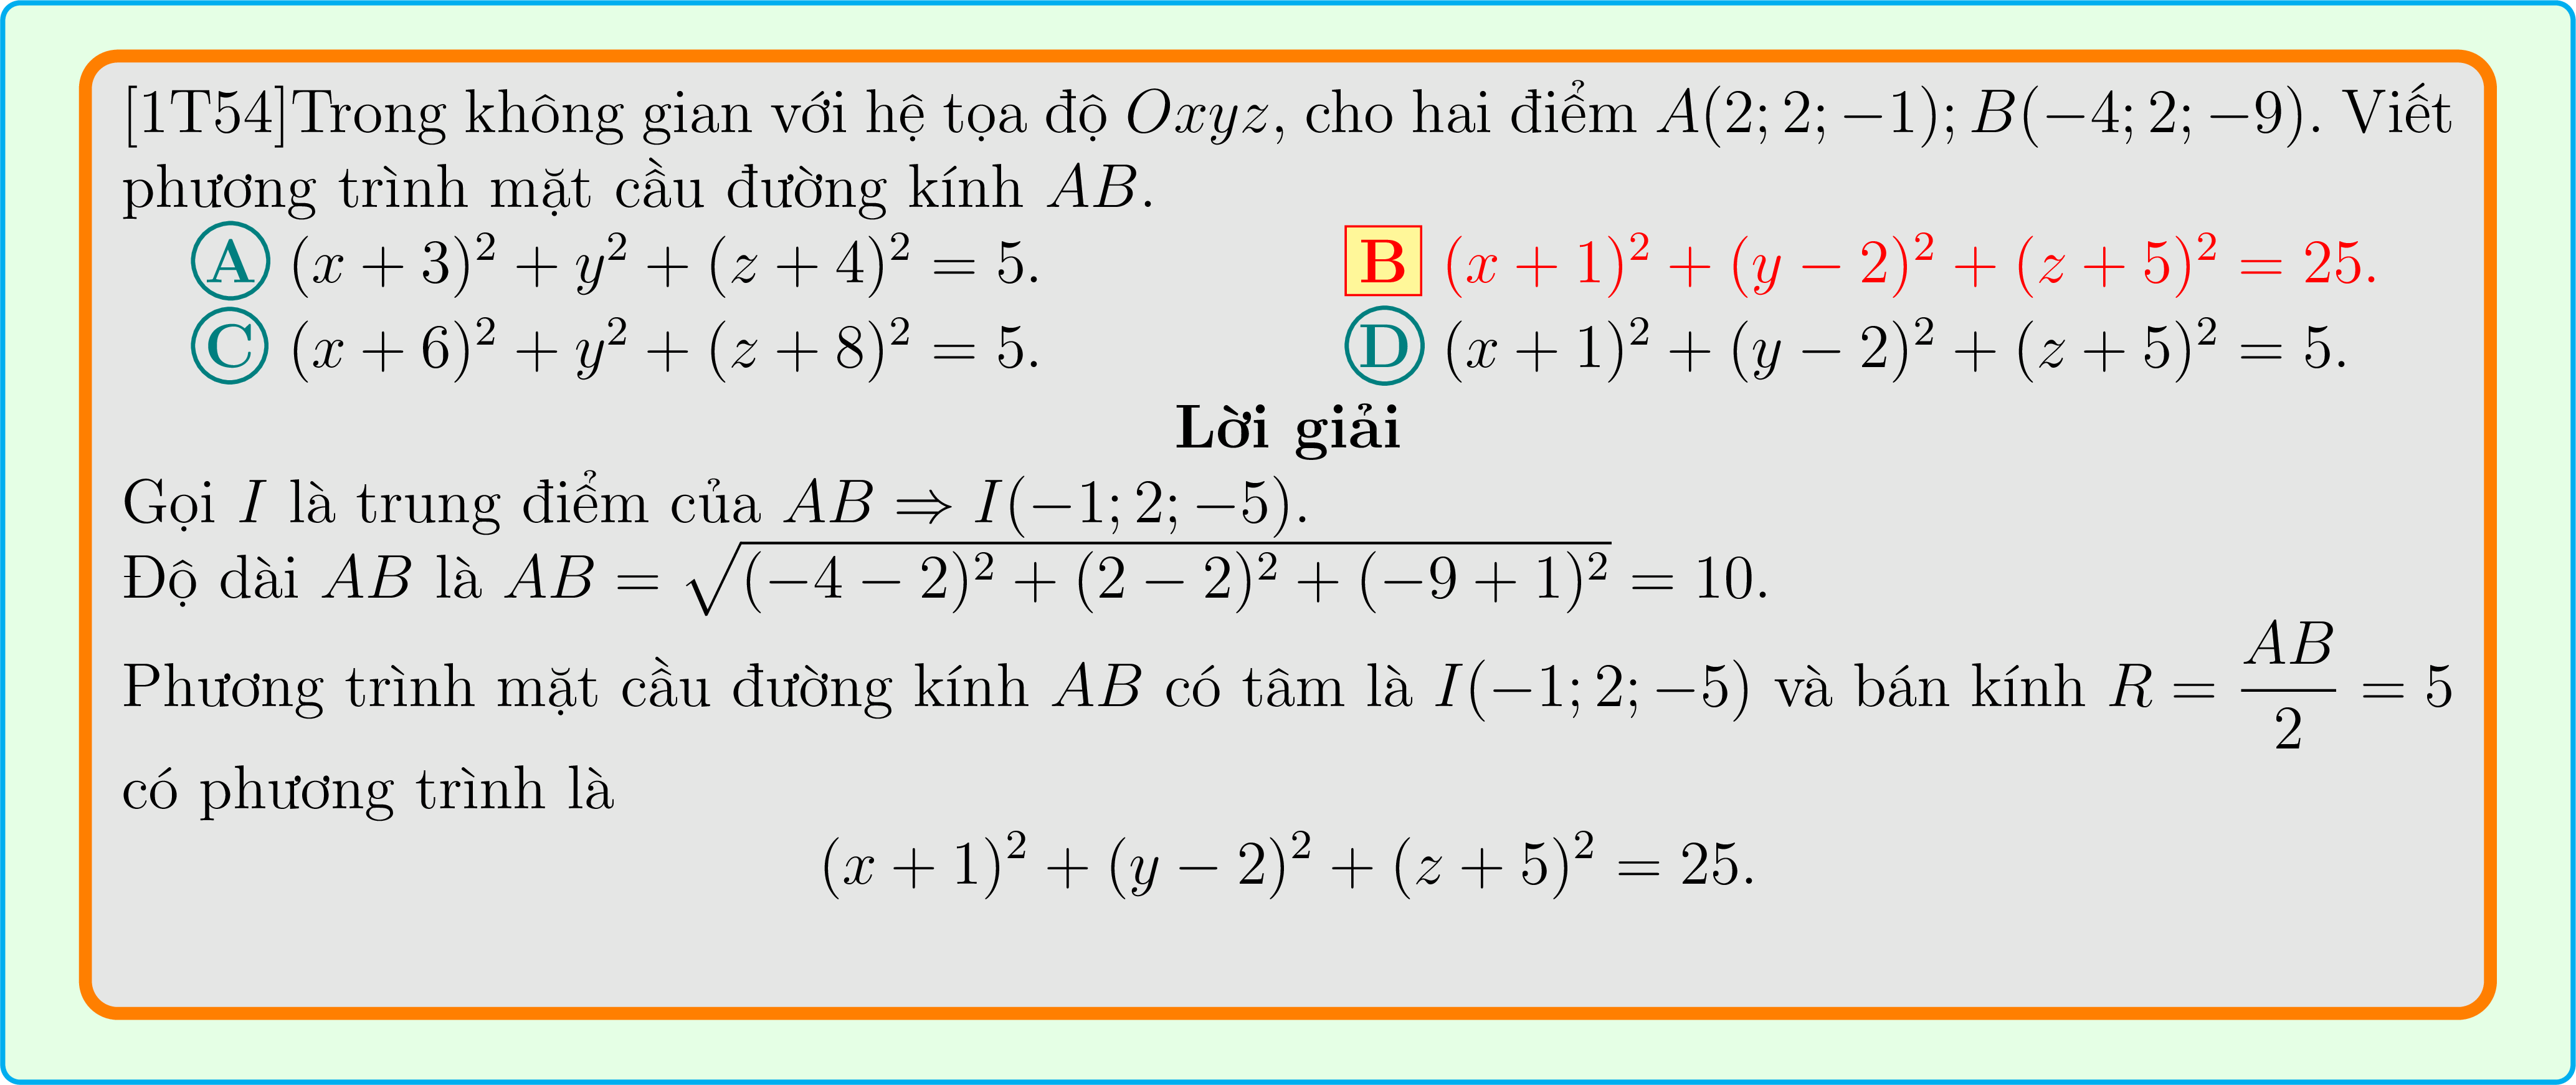 [1T54]Trong không gian với hệ tọa độ Oxyz, cho hai điểm A(2; 2; −1); B(−4; 2; −9). Viết
phương trình mặt cầu đường kính AB.
A (x + 3)² + y² + (z + 4)² = 5.
B (x + 1)² + (y − 2)² + (z + 5)² = 25.
C (x + 6)² + y² + (z + 8)² = 5.
D (x + 1)² + (y − 2)² + (z + 5)² = 5.
Lời giải
Gọi I là trung điểm của AB ⇒ I(−1; 2; −5).
Độ dài AB là AB = √((−4 − 2)² + (2 − 2)² + (−9 + 1)²) = 10.
Phương trình mặt cầu đường kính AB có tâm là I(−1; 2; −5) và bán kính R = AB/2 = 5
có phương trình là
(x + 1)² + (y − 2)² + (z + 5)² = 25.